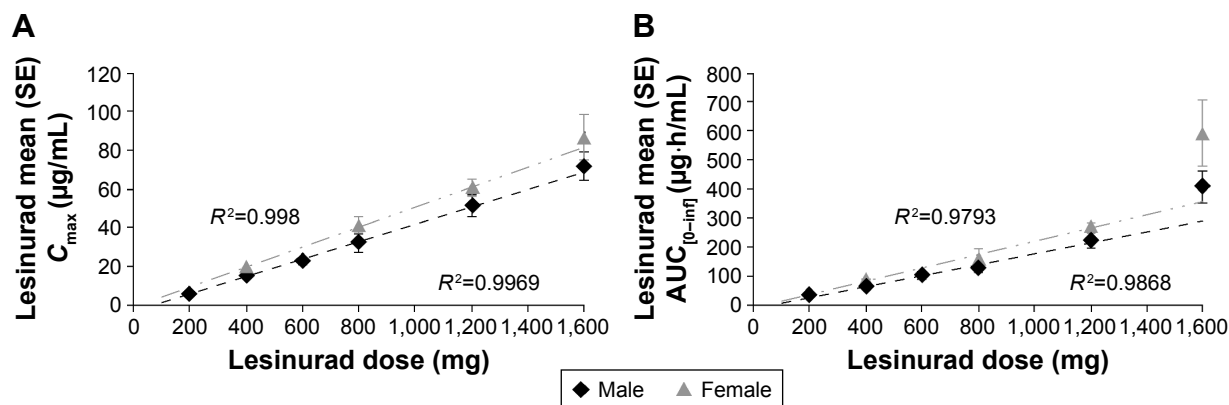 A
Lesinurad mean (SE)
Cmax (µg/mL)
120
100
80
60
40
20
0
R²=0.998
R²=0.9969
200 400 600 800 1,000 1,200 1,400 1,600
Lesinurad dose (mg)
B
Lesinurad mean (SE)
AUC[0–inf] (µg·h/mL)
800
700
600
500
400
300
200
100
0
R²=0.9793
R²=0.9868
0 200 400 600 800 1,000 1,200 1,400 1,600
Lesinurad dose (mg)
Male Female